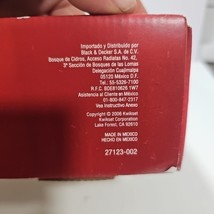 Importado y Distribuido por
Black & Decker S.A. de C.V.
Bosque de Cidros, Acceso Radiatas No. 42,
3ª Sección de Bosques de las Lomas
Delegación Cuajimalpa
05120 México D.F.
Tel: 55-5326-7100
R.F.C. BDE810626 1W7
Asistencia al Cliente en México
01-800-847-2317
Vea Instructivo Anexo
Copyright © 2006 Kwikset
Kwikset Corporation
Lake Forest, CA 92610
MADE IN MEXICO
HECHO EN MEXICO
27123-002